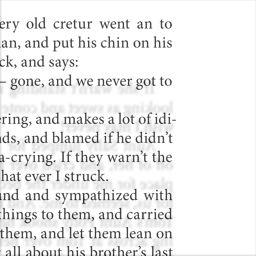 ery old cretur went an to
an, and put his chin on his
ck, and says:
– gone, and we never got to
ering, and makes a lot of idi-
ds, and blamed if he didn't
a-crying. If they warn't the
hat ever I struck.
und and sympathized with
things to them, and carried
them, and let them lean on
all about his brother's last